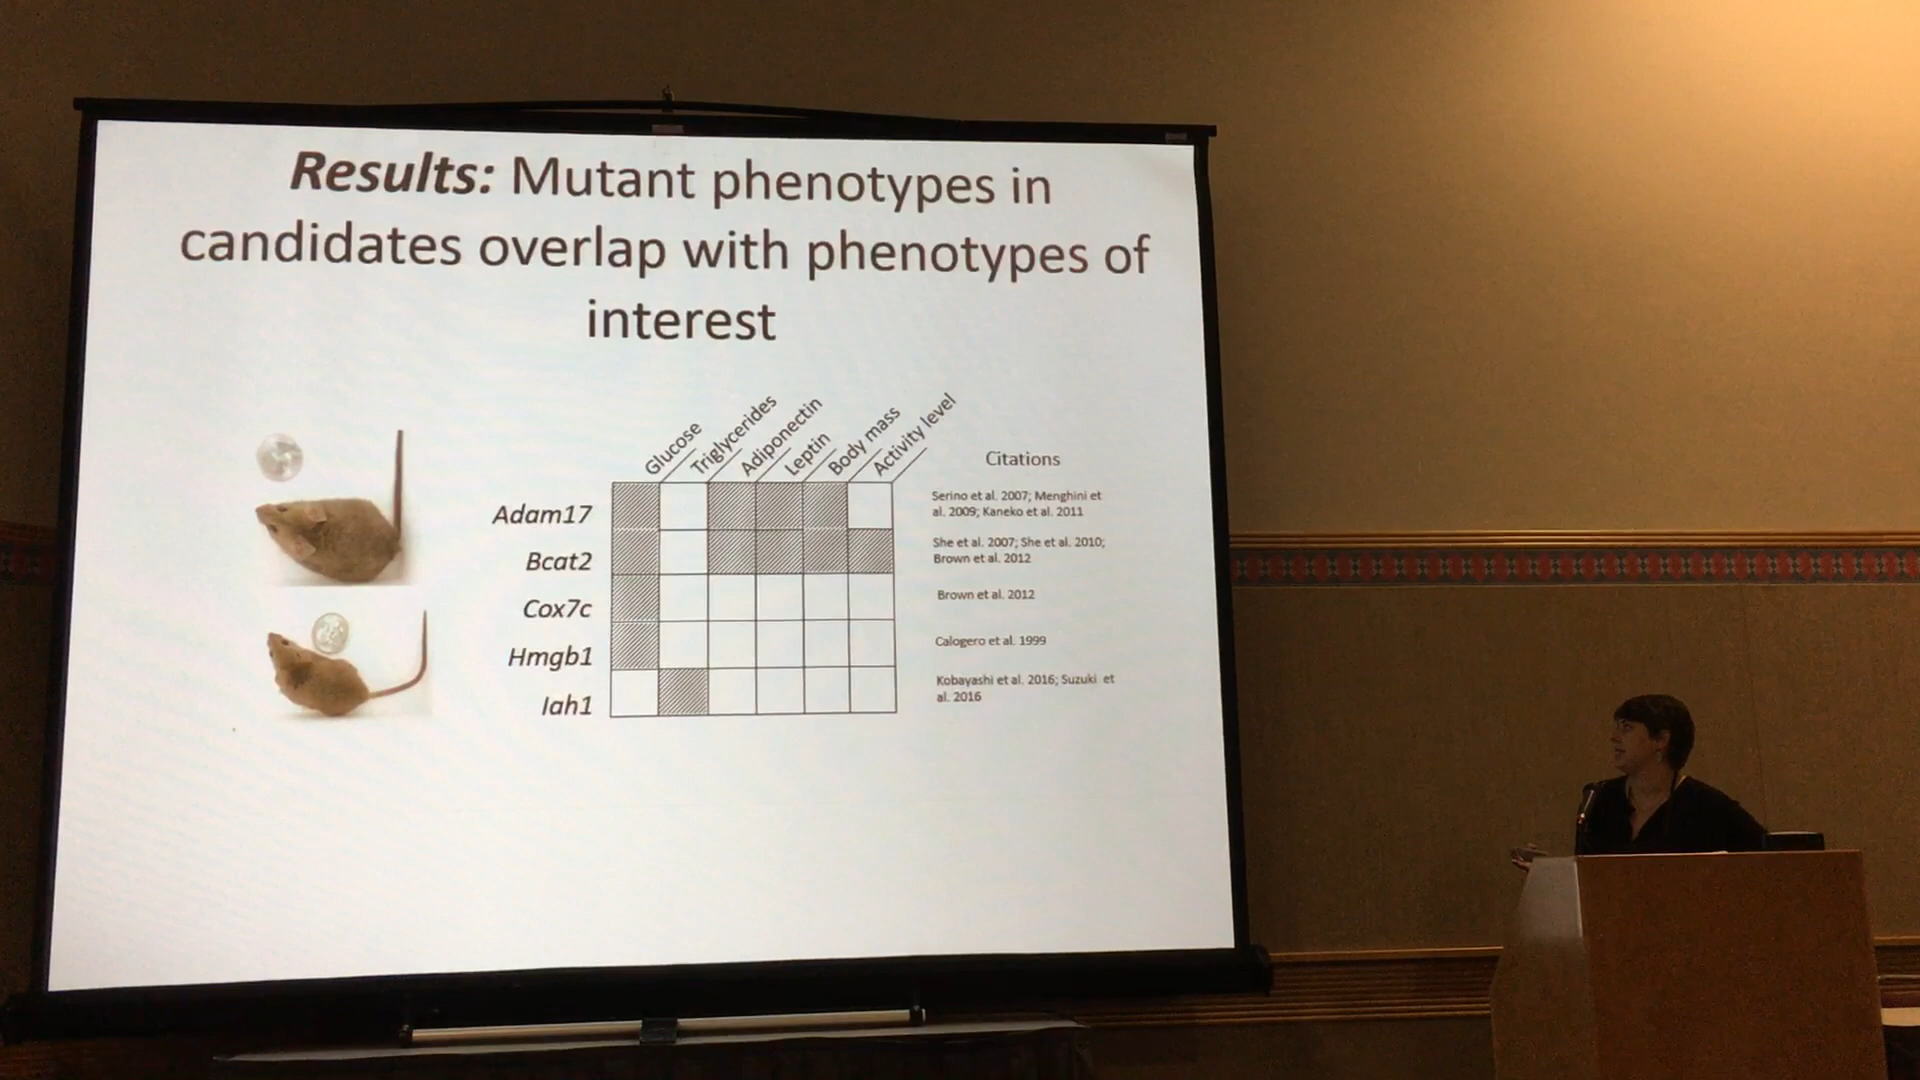 Results: Mutant phenotypes in
candidates overlap with phenotypes of
interest
Glucose
Triglycerides
Adiponectin
Leptin
Body mass
Activity level
Citations
Adam17
Serino et al. 2007; Menghini et
al. 2009; Kaneko et al. 2011
Bcat2
She et al. 2007; She et al. 2010;
Brown et al. 2012
Cox7c
Brown et al. 2012
Hmgb1
Calogero et al. 1999
Iah1
Kobayashi et al. 2016; Suzuki et
al. 2016